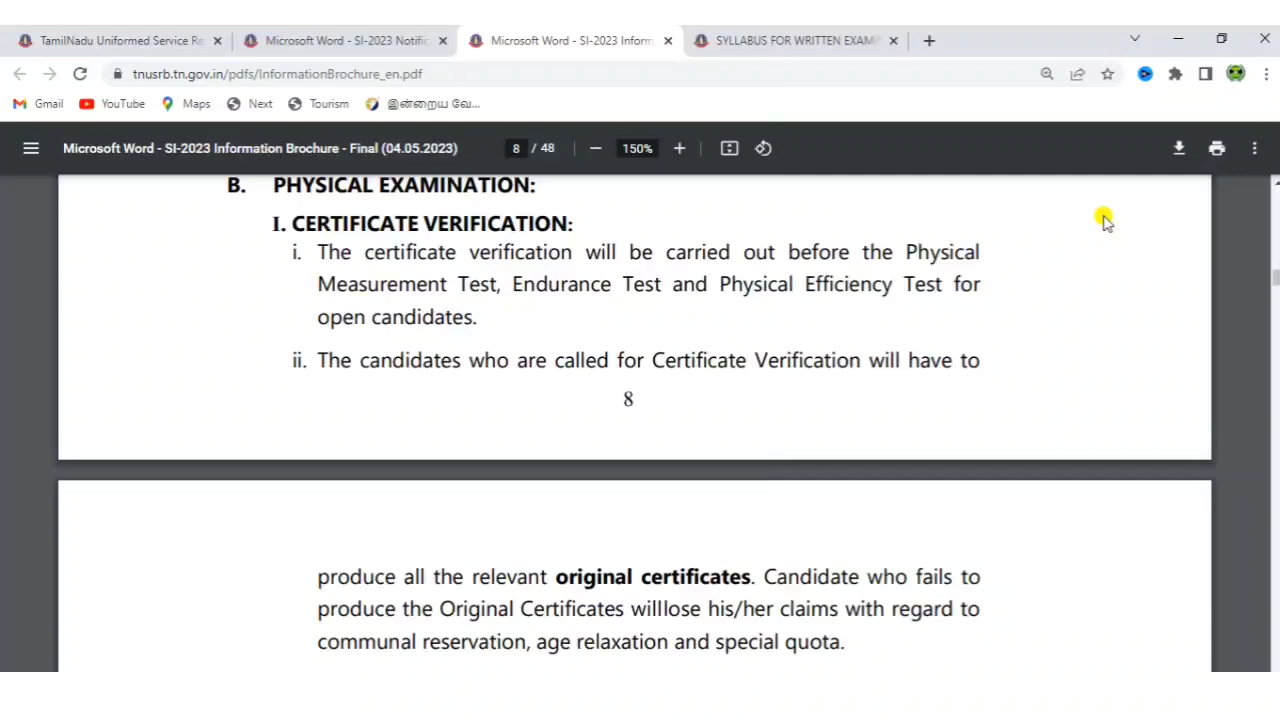 TamilNadu Uniformed Service Re
Microsoft Word - SI-2023 Notific
Microsoft Word - SI-2023 Inform
SYLLABUS FOR WRITTEN EXAMI
tnusrb.tn.gov.in/pdfs/InformationBrochure_en.pdf
Gmail
YouTube
Maps
Next
Tourism
இன்றைய வே...
Microsoft Word - SI-2023 Information Brochure - Final (04.05.2023)
8 / 48
150%
B. PHYSICAL EXAMINATION:
I. CERTIFICATE VERIFICATION:
i. The certificate verification will be carried out before the Physical
Measurement Test, Endurance Test and Physical Efficiency Test for
open candidates.
ii. The candidates who are called for Certificate Verification will have to
8
produce all the relevant original certificates. Candidate who fails to
produce the Original Certificates willlose his/her claims with regard to
communal reservation, age relaxation and special quota.